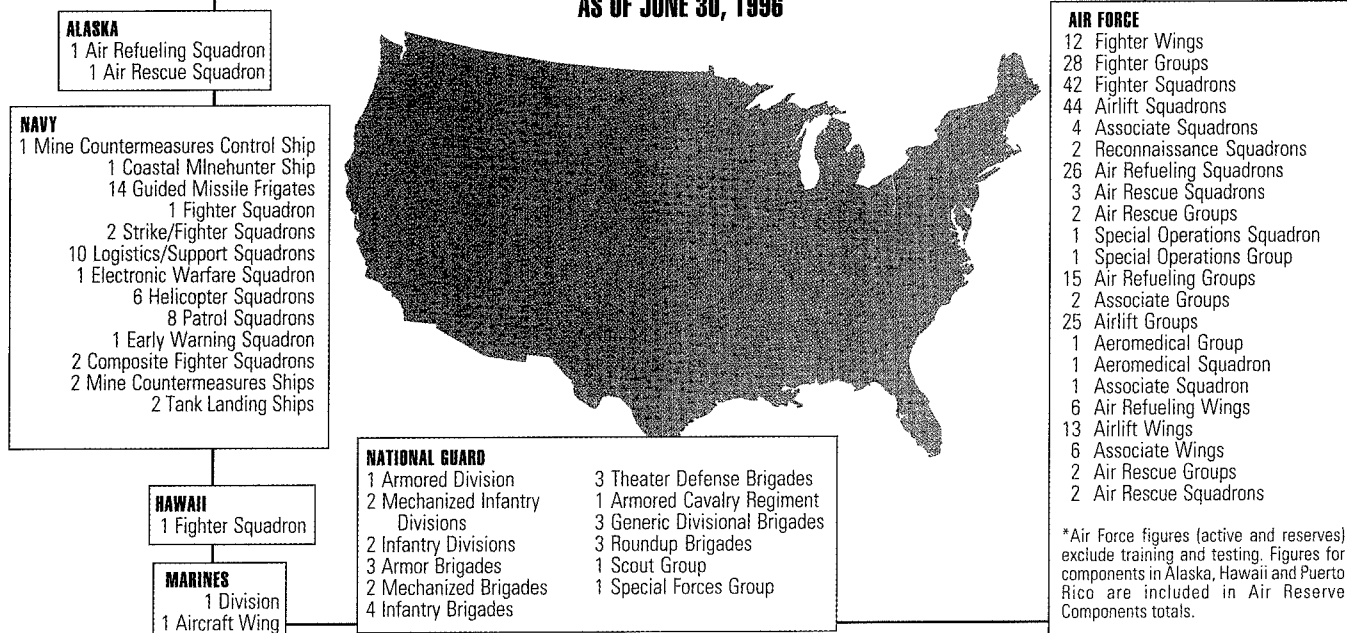 AS OF JUNE 30, 1996
ALASKA
1 Air Refueling Squadron
1 Air Rescue Squadron
NAVY
1 Mine Countermeasures Control Ship
1 Coastal MInehunter Ship
14 Guided Missile Frigates
1 Fighter Squadron
2 Strike/Fighter Squadrons
10 Logistics/Support Squadrons
1 Electronic Warfare Squadron
6 Helicopter Squadrons
8 Patrol Squadrons
1 Early Warning Squadron
2 Composite Fighter Squadrons
2 Mine Countermeasures Ships
2 Tank Landing Ships
HAWAII
1 Fighter Squadron
MARINES
1 Division
1 Aircraft Wing
NATIONAL GUARD
1 Armored Division
2 Mechanized Infantry
Divisions
2 Infantry Divisions
3 Armor Brigades
2 Mechanized Brigades
4 Infantry Brigades
3 Theater Defense Brigades
1 Armored Cavalry Regiment
3 Generic Divisional Brigades
3 Roundup Brigades
1 Scout Group
1 Special Forces Group
AIR FORCE
12 Fighter Wings
28 Fighter Groups
42 Fighter Squadrons
44 Airlift Squadrons
4 Associate Squadrons
2 Reconnaissance Squadrons
26 Air Refueling Squadrons
3 Air Rescue Squadrons
2 Air Rescue Groups
1 Special Operations Squadron
1 Special Operations Group
15 Air Refueling Groups
2 Associate Groups
25 Airlift Groups
1 Aeromedical Group
1 Aeromedical Squadron
1 Associate Squadron
6 Air Refueling Wings
13 Airlift Wings
6 Associate Wings
2 Air Rescue Groups
2 Air Rescue Squadrons
*Air Force figures (active and reserves)
exclude training and testing. Figures for
components in Alaska, Hawaii and Puerto
Rico are included in Air Reserve
Components totals.